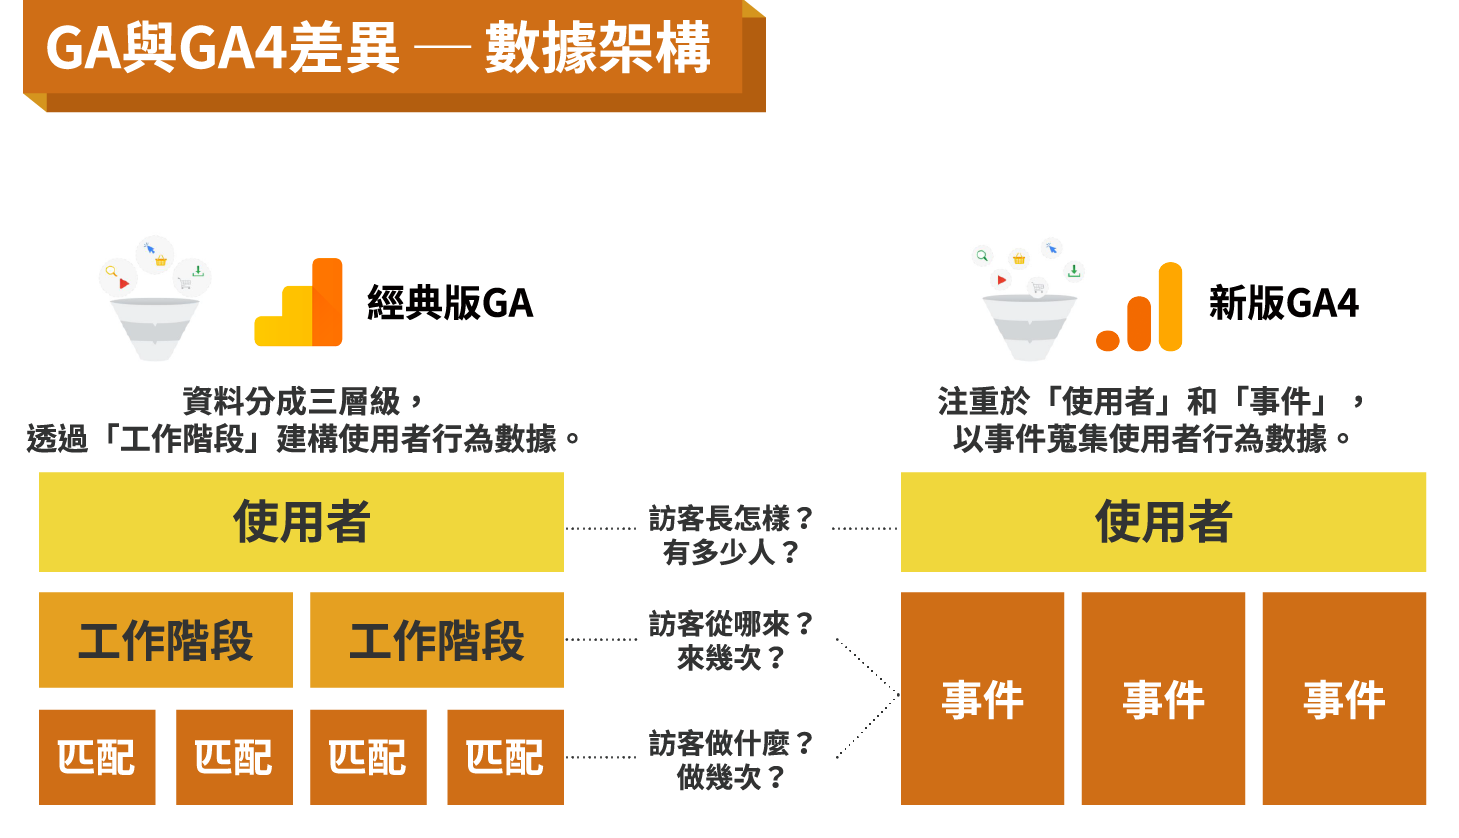 GA與GA4差異 — 數據架構
經典版GA
資料分成三層級，
透過「工作階段」建構使用者行為數據。
使用者
工作階段 工作階段
匹配 匹配 匹配 匹配
訪客長怎樣？
有多少人？
訪客從哪來？
來幾次？
訪客做什麼？
做幾次？
新版GA4
注重於「使用者」和「事件」，
以事件蒐集使用者行為數據。
使用者
事件 事件 事件